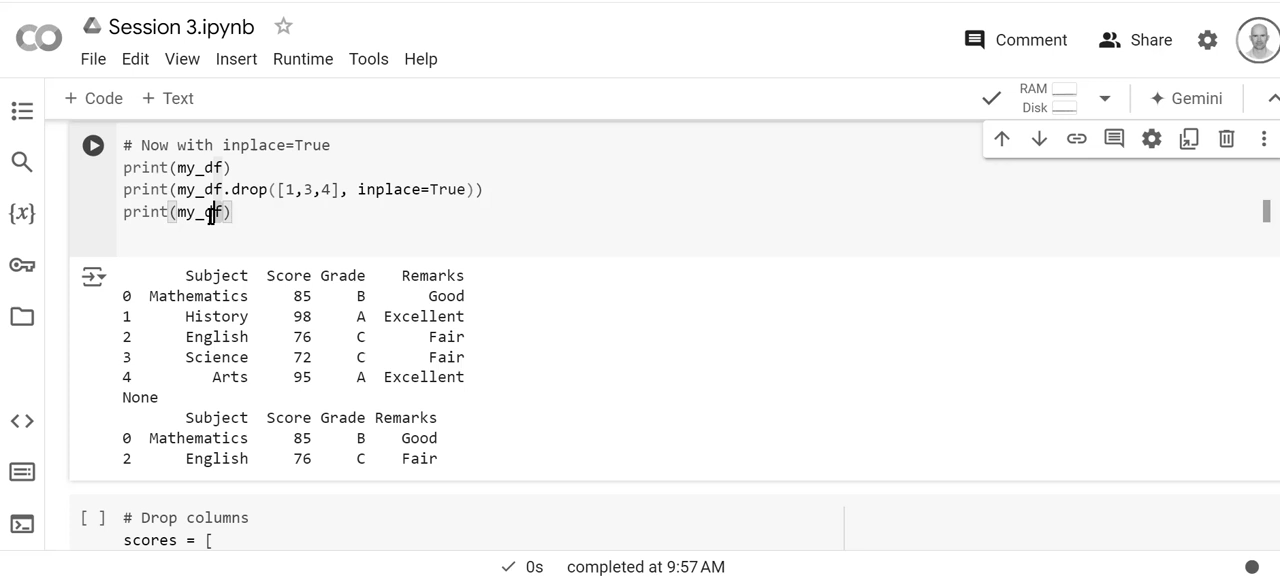 Session 3.ipynb
Comment
Share
File Edit View Insert Runtime Tools Help
+ Code + Text
RAM
Disk
Gemini
# Now with inplace=True
print(my_df)
print(my_df.drop([1,3,4], inplace=True))
print(my_df)
Subject Score Grade Remarks
0 Mathematics 85 B Good
1 History 98 A Excellent
2 English 76 C Fair
3 Science 72 C Fair
4 Arts 95 A Excellent
None
Subject Score Grade Remarks
0 Mathematics 85 B Good
2 English 76 C Fair
[ ] # Drop columns
scores = [
0s completed at 9:57 AM